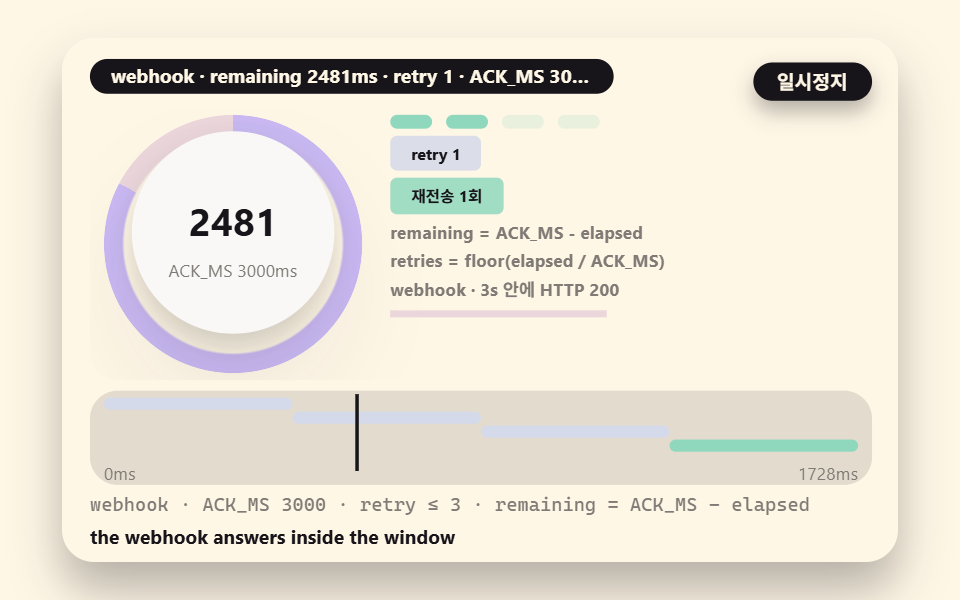 webhook · remaining 2481ms · retry 1 · ACK_MS 30...
일시정지
2481
ACK_MS 3000ms
retry 1
재전송 1회
remaining = ACK_MS - elapsed
retries = floor(elapsed / ACK_MS)
webhook · 3s 안에 HTTP 200
0ms
1728ms
webhook · ACK_MS 3000 · retry ≤ 3 · remaining = ACK_MS − elapsed
the webhook answers inside the window